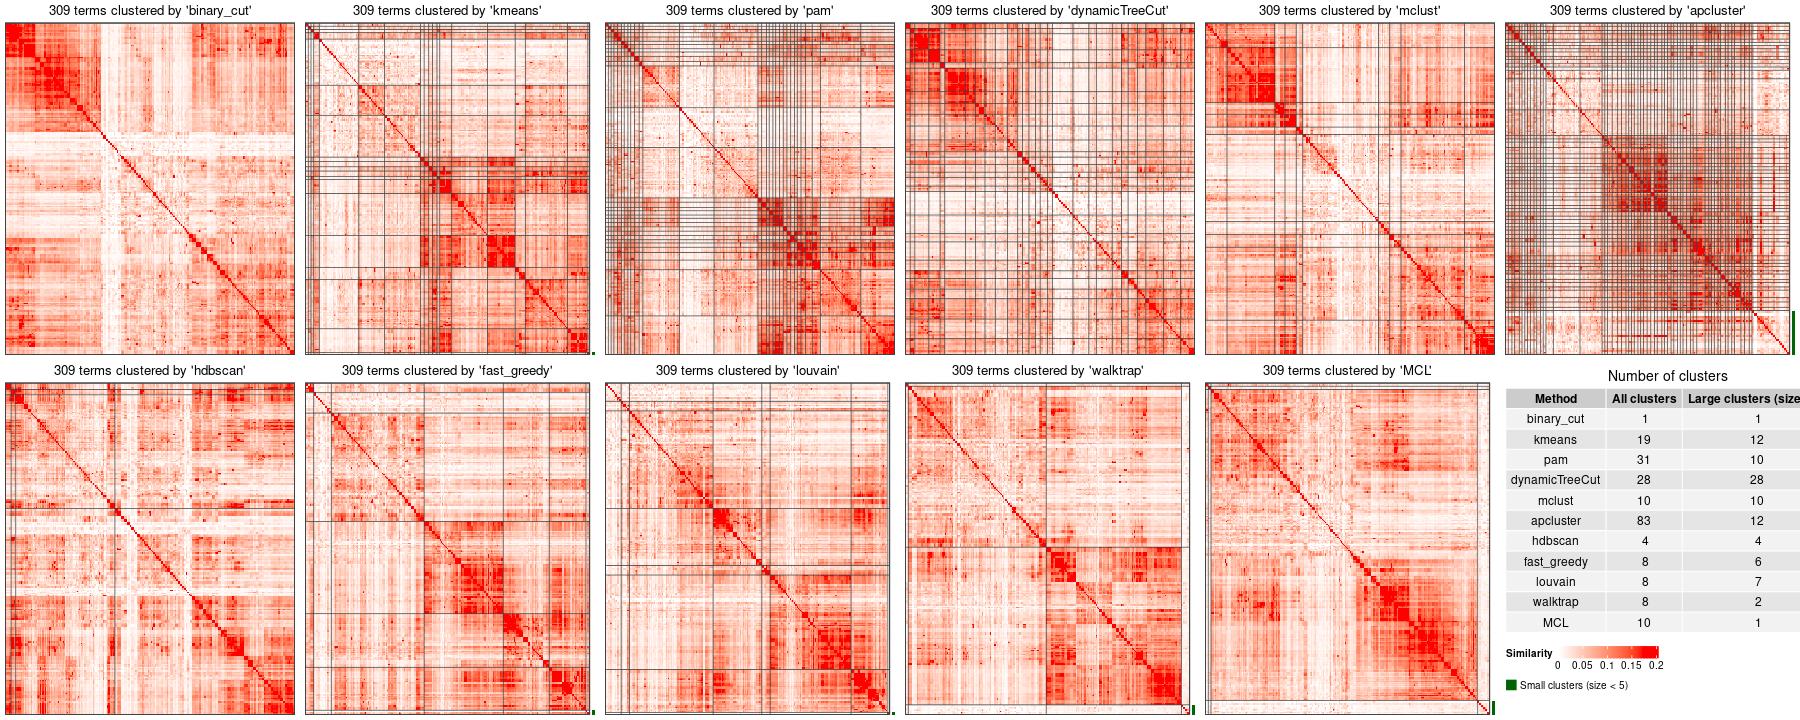 309 terms clustered by 'binary_cut'
309 terms clustered by 'kmeans'
309 terms clustered by 'pam'
309 terms clustered by 'dynamicTreeCut'
309 terms clustered by 'mclust'
309 terms clustered by 'apcluster'
309 terms clustered by 'hdbscan'
309 terms clustered by 'fast_greedy'
309 terms clustered by 'louvain'
309 terms clustered by 'walktrap'
309 terms clustered by 'MCL'
Number of clusters
Method All clusters Large clusters (size
binary_cut 1 1
kmeans 19 12
pam 31 10
dynamicTreeCut 28 28
mclust 10 10
apcluster 83 12
hdbscan 4 4
fast_greedy 8 6
louvain 8 7
walktrap 8 2
MCL 10 1
Similarity
0 0.05 0.1 0.15 0.2
Small clusters (size < 5)